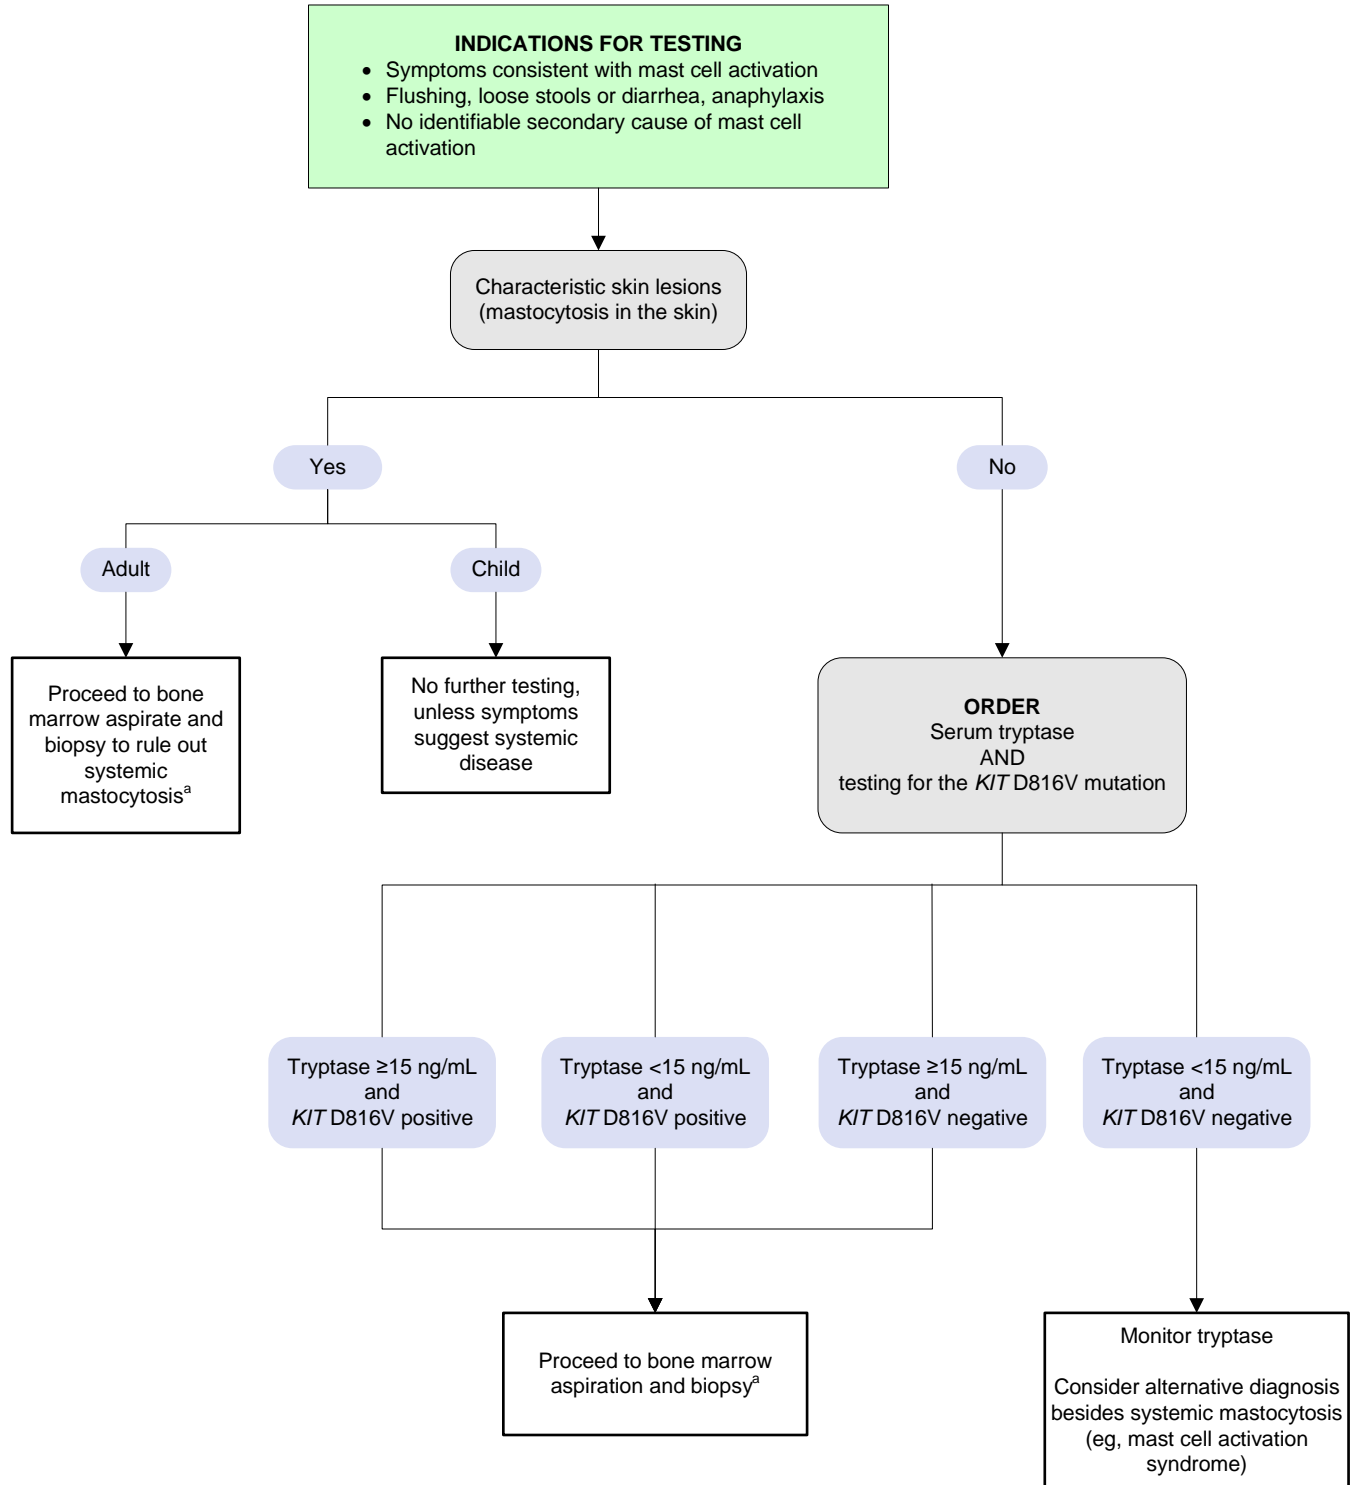 INDICATIONS FOR TESTING
• Symptoms consistent with mast cell activation
• Flushing, loose stools or diarrhea, anaphylaxis
• No identifiable secondary cause of mast cell
activation
Characteristic skin lesions
(mastocytosis in the skin)
Yes
No
Adult
Child
Proceed to bone
marrow aspirate and
biopsy to rule out
systemic
mastocytosisᵃ
No further testing,
unless symptoms
suggest systemic
disease
ORDER
Serum tryptase
AND
testing for the KIT D816V mutation
Tryptase ≥15 ng/mL
and
KIT D816V positive
Tryptase <15 ng/mL
and
KIT D816V positive
Tryptase ≥15 ng/mL
and
KIT D816V negative
Tryptase <15 ng/mL
and
KIT D816V negative
Proceed to bone marrow
aspiration and biopsyᵃ
Monitor tryptase
Consider alternative diagnosis
besides systemic mastocytosis
(eg, mast cell activation
syndrome)